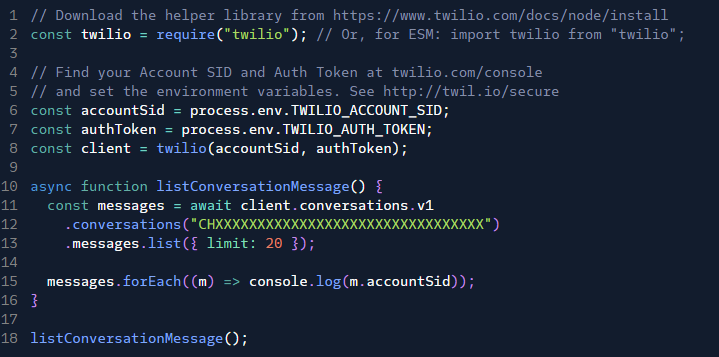 1 // Download the helper library from https://www.twilio.com/docs/node/install
2 const twilio = require("twilio"); // Or, for ESM: import twilio from "twilio";
3
4 // Find your Account SID and Auth Token at twilio.com/console
5 // and set the environment variables. See http://twil.io/secure
6 const accountSid = process.env.TWILIO_ACCOUNT_SID;
7 const authToken = process.env.TWILIO_AUTH_TOKEN;
8 const client = twilio(accountSid, authToken);
9
10 async function listConversationMessage() {
11   const messages = await client.conversations.v1
12     .conversations("CHXXXXXXXXXXXXXXXXXXXXXXXXXXXXXXXX")
13     .messages.list({ limit: 20 });
14
15   messages.forEach((m) => console.log(m.accountSid));
16 }
17
18 listConversationMessage();